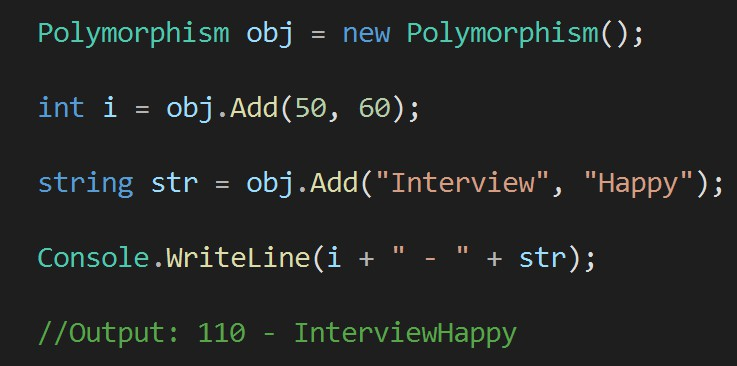 Polymorphism obj = new Polymorphism();
int i = obj.Add(50, 60);
string str = obj.Add("Interview", "Happy");
Console.WriteLine(i + " - " + str);
//Output: 110 - InterviewHappy